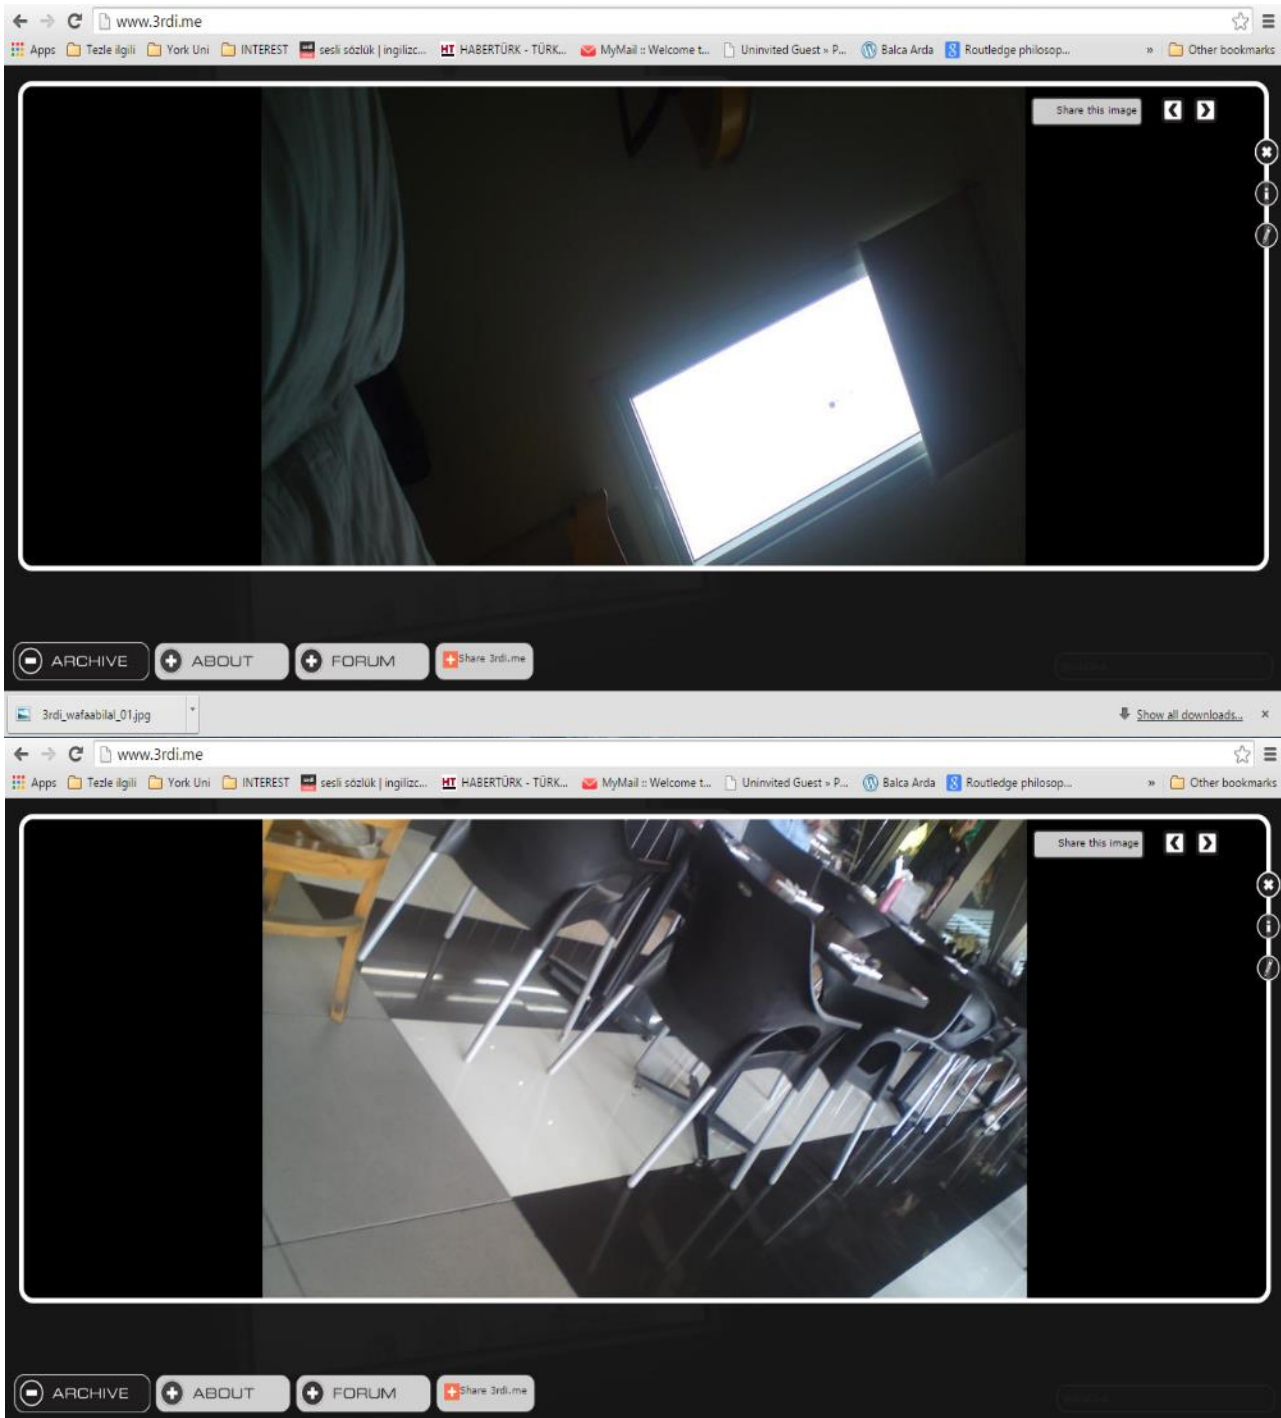 www.3rdi.me
Apps Tezle ilgili York Uni INTEREST sesli sözlük | ingilizc... HT HABERTÜRK - TÜRK... MyMail :: Welcome t... Uninvited Guest » P... Balca Arda Routledge philosop... » Other bookmarks
Share this image
ARCHIVE ABOUT FORUM Share 3rdi.me
3rdi_wafaabilal_01.jpg Show all downloads...
www.3rdi.me
Apps Tezle ilgili York Uni INTEREST sesli sözlük | ingilizc... HT HABERTÜRK - TÜRK... MyMail :: Welcome t... Uninvited Guest » P... Balca Arda Routledge philosop... » Other bookmarks
Share this image
ARCHIVE ABOUT FORUM Share 3rdi.me